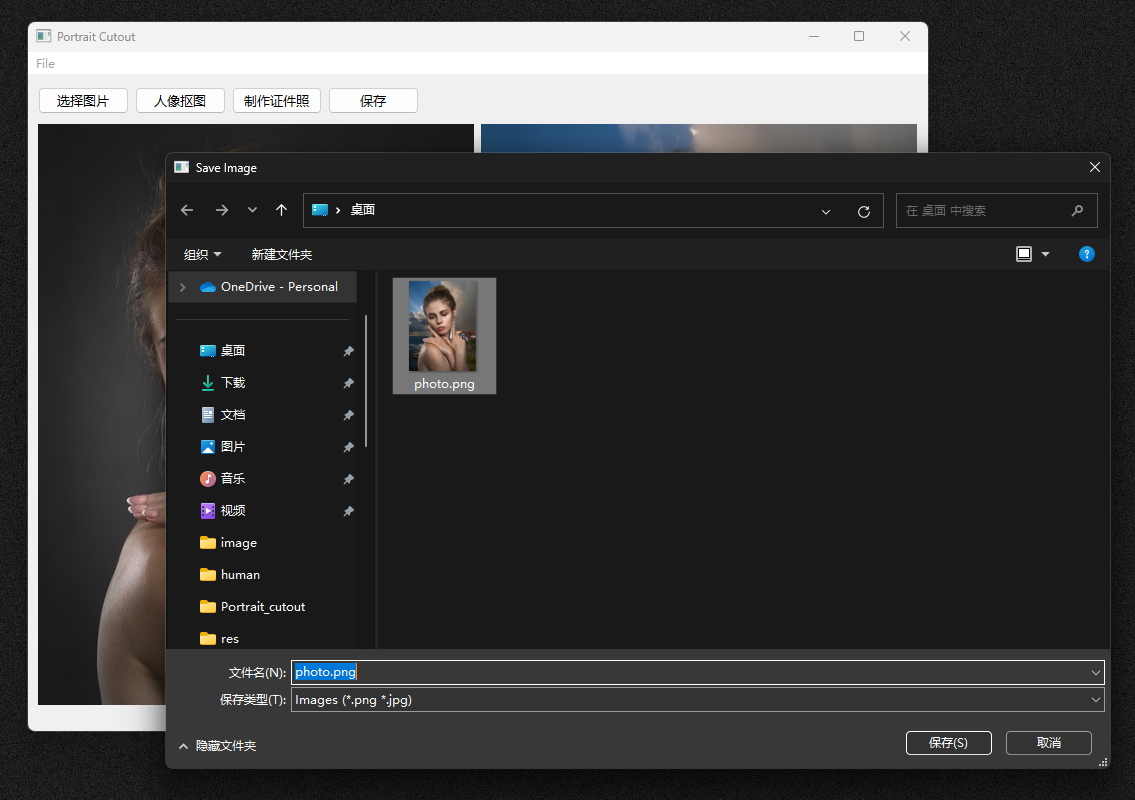 Portrait Cutout
File
选择图片 人像抠图 制作证件照 保存
Save Image
桌面
在 桌面 中搜索
组织 新建文件夹
?
OneDrive - Personal
桌面
下载
文档
图片
音乐
视频
image
human
Portrait_cutout
res
photo.png
文件名(N): photo.png
保存类型(T): Images (*.png *.jpg)
隐藏文件夹
保存(S) 取消